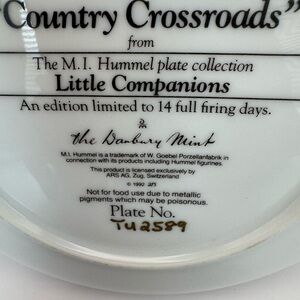 "Country Crossroads"
from
The M.I. Hummel plate collection
Little Companions
An edition limited to 14 full firing days.
The Danbury Mint
M.I. Hummel is a trademark of W. Goebel Porzellanfabrik in
connection with its products including Hummel figurines.
This product is licensed exclusively by
ARS AG, Zug, Switzerland
© 1992
Not for food use due to metallic
pigments which may be poisonous.
Plate No.
TU2589